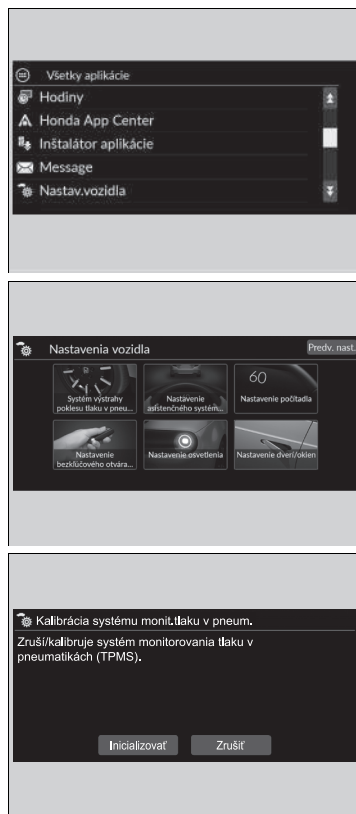 Všetky aplikácie
Hodiny
Honda App Center
Inštalátor aplikácie
Message
Nastav.vozidla
Nastavenia vozidla
Predv. nast.
Systém výstrahy
poklesu tlaku v pneu...
Nastavenie
asistenčného systém...
60
Nastavenie počítadla
Nastavenie
bezkľúčového otvára...
Nastavenie osvetlenia
Nastavenie dverí/okien
Kalibrácia systému monit.tlaku v pneum.
Zruší/kalibruje systém monitorovania tlaku v
pneumatikách (TPMS).
Inicializovať
Zrušiť